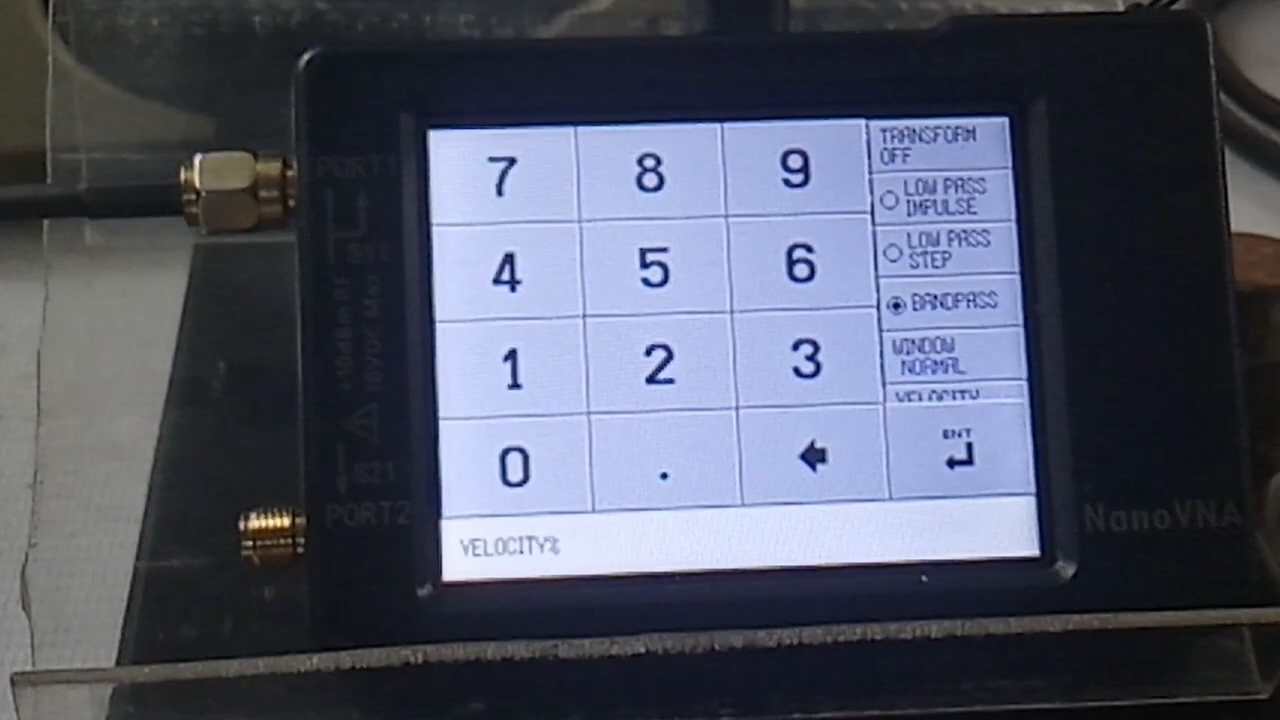 7 8 9
TRANSFORM
OFF
LOW PASS
IMPULSE
4 5 6
LOW PASS
STEP
BANDPASS
1 2 3
WINDOW
NORMAL
VELOCITY
0 .
ENT
VELOCITY%
PORT1
S11
+10dBm RF
10VDC Max
S21
PORT2
NanoVNA